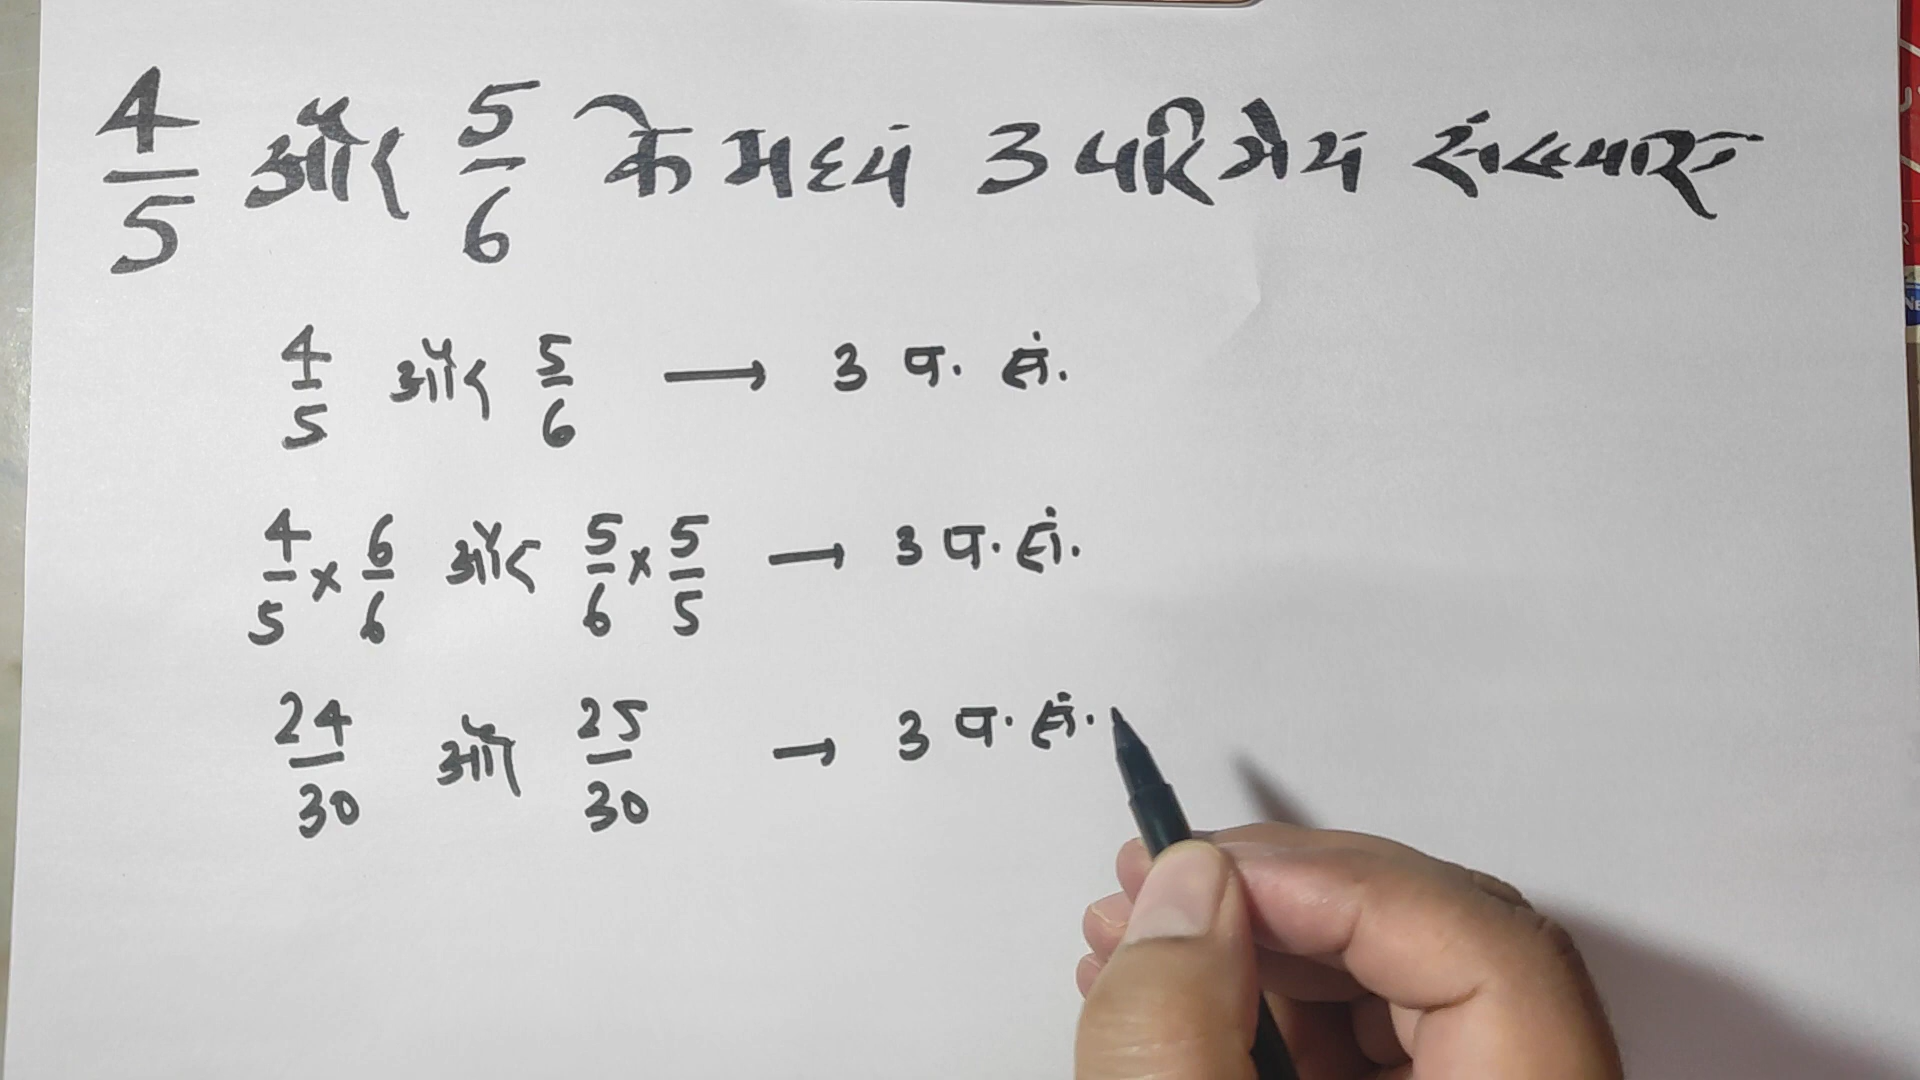 4/5 और 5/6 के मध्य 3 परिमेय संख्याएं
4/5 और 5/6 → 3 प. सं.
4/5 × 6/6 और 5/6 × 5/5 → 3 प. सं.
24/30 और 25/30 → 3 प. सं.